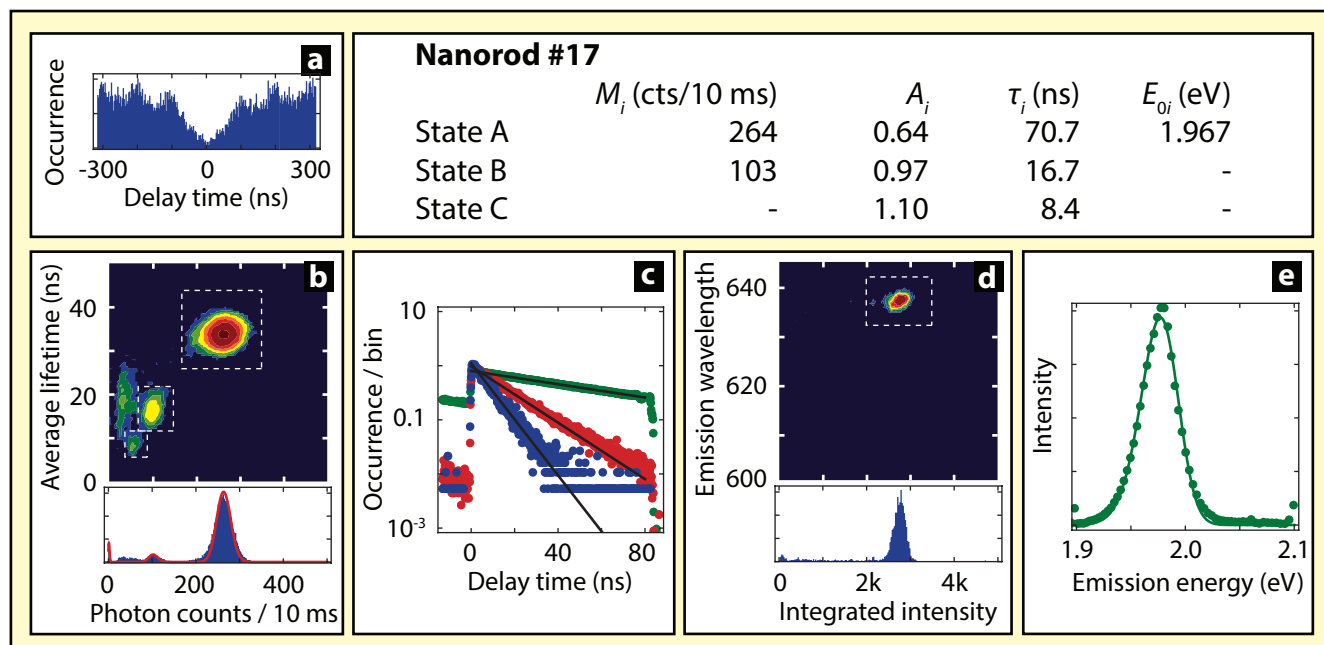 a
Occurrence
-300 0 300
Delay time (ns)
Nanorod #17
M_i (cts/10 ms) A_i τ_i (ns) E_0i (eV)
State A 264 0.64 70.7 1.967
State B 103 0.97 16.7 -
State C - 1.10 8.4 -
b
Average lifetime (ns)
40
20
0
0 200 400
Photon counts / 10 ms
c
Occurrence / bin
10
1
0.1
10⁻³
0 40 80
Delay time (ns)
d
Emission wavelength
640
620
600
0 2k 4k
Integrated intensity
e
Intensity
1.9 2.0 2.1
Emission energy (eV)